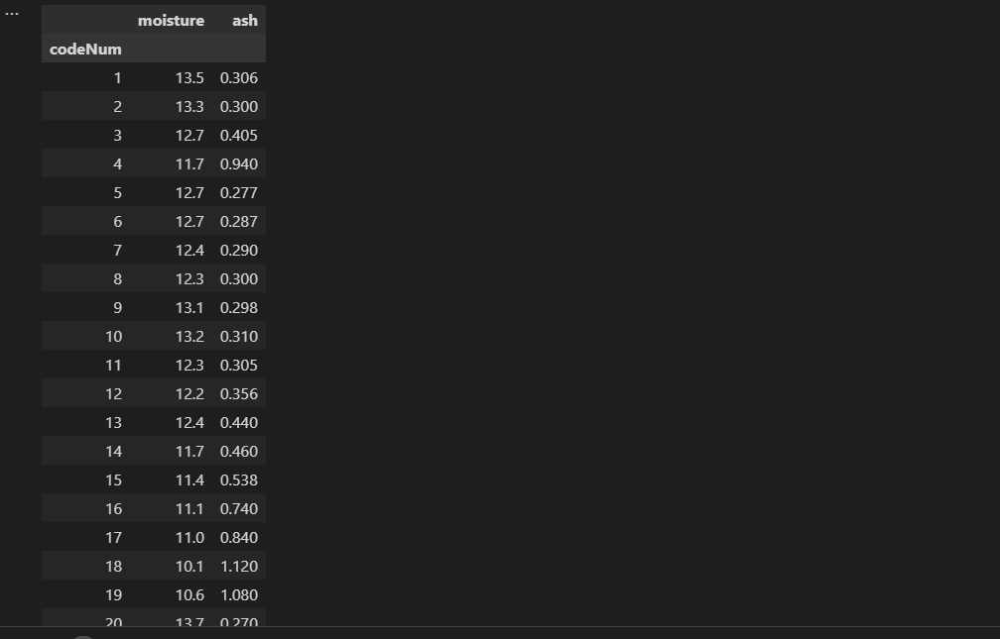 ...
moisture ash
codeNum
1 13.5 0.306
2 13.3 0.300
3 12.7 0.405
4 11.7 0.940
5 12.7 0.277
6 12.7 0.287
7 12.4 0.290
8 12.3 0.300
9 13.1 0.298
10 13.2 0.310
11 12.3 0.305
12 12.2 0.356
13 12.4 0.440
14 11.7 0.460
15 11.4 0.538
16 11.1 0.740
17 11.0 0.840
18 10.1 1.120
19 10.6 1.080
20 13.7 0.270